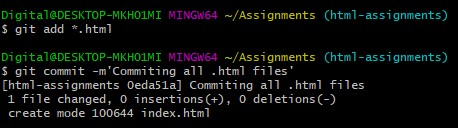 Digital@DESKTOP-MKHO1MI MINGW64 ~/Assignments (html-assignments)
$ git add *.html
Digital@DESKTOP-MKHO1MI MINGW64 ~/Assignments (html-assignments)
$ git commit -m'Commiting all .html files'
[html-assignments 0eda51a] Commiting all .html files
1 file changed, 0 insertions(+), 0 deletions(-)
create mode 100644 index.html